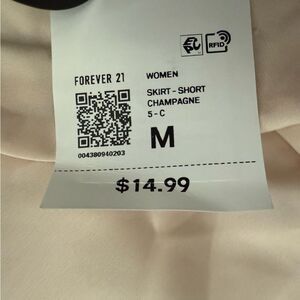 RFID
FOREVER 21
WOMEN
SKIRT - SHORT
CHAMPAGNE
5 - C
M
004380940203
$14.99